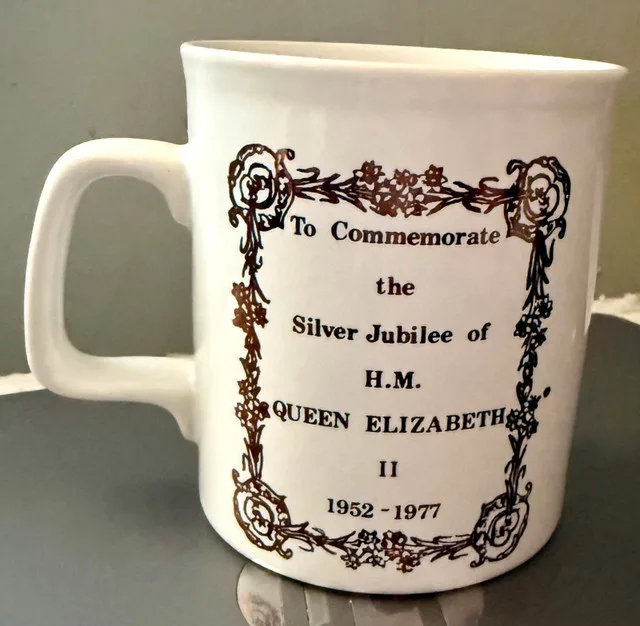 To Commemorate
the
Silver Jubilee of
H.M.
QUEEN ELIZABETH
II
1952 - 1977